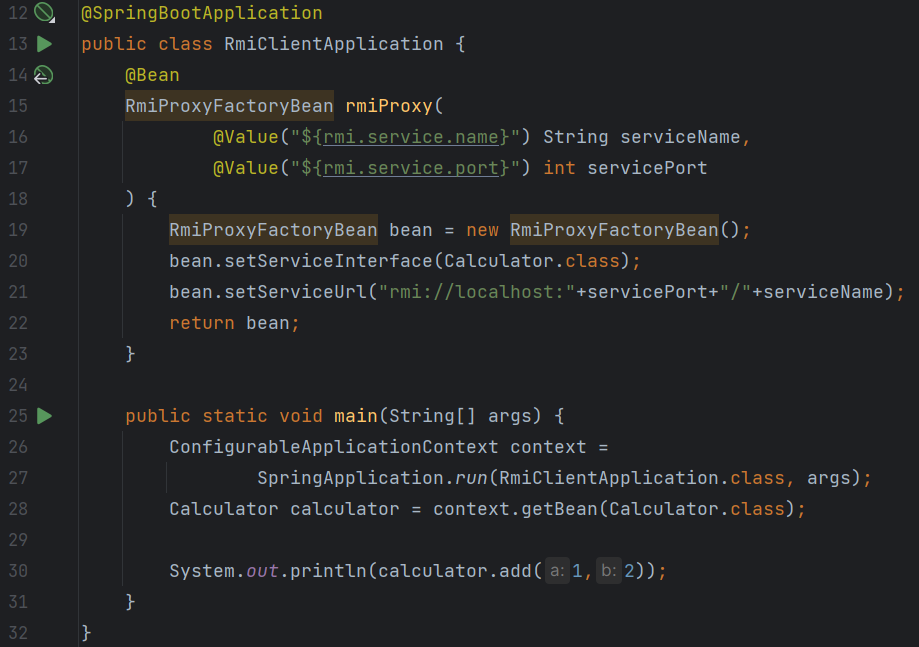 12 @SpringBootApplication
13 public class RmiClientApplication {
14     @Bean
15     RmiProxyFactoryBean rmiProxy(
16             @Value("${rmi.service.name}") String serviceName,
17             @Value("${rmi.service.port}") int servicePort
18     ) {
19         RmiProxyFactoryBean bean = new RmiProxyFactoryBean();
20         bean.setServiceInterface(Calculator.class);
21         bean.setServiceUrl("rmi://localhost:"+servicePort+"/"+serviceName);
22         return bean;
23     }
24
25     public static void main(String[] args) {
26         ConfigurableApplicationContext context =
27                 SpringApplication.run(RmiClientApplication.class, args);
28         Calculator calculator = context.getBean(Calculator.class);
29
30         System.out.println(calculator.add( a: 1, b: 2));
31     }
32 }